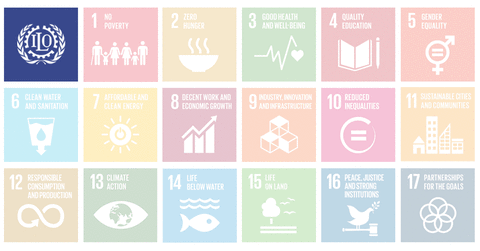 ILO
1 NO
POVERTY
2 ZERO
HUNGER
3 GOOD HEALTH
AND WELL-BEING
4 QUALITY
EDUCATION
5 GENDER
EQUALITY
6 CLEAN WATER
AND SANITATION
7 AFFORDABLE AND
CLEAN ENERGY
8 DECENT WORK AND
ECONOMIC GROWTH
9 INDUSTRY, INNOVATION
AND INFRASTRUCTURE
10 REDUCED
INEQUALITIES
11 SUSTAINABLE CITIES
AND COMMUNITIES
12 RESPONSIBLE
CONSUMPTION
AND PRODUCTION
13 CLIMATE
ACTION
14 LIFE
BELOW WATER
15 LIFE
ON LAND
16 PEACE, JUSTICE
AND STRONG
INSTITUTIONS
17 PARTNERSHIPS
FOR THE GOALS